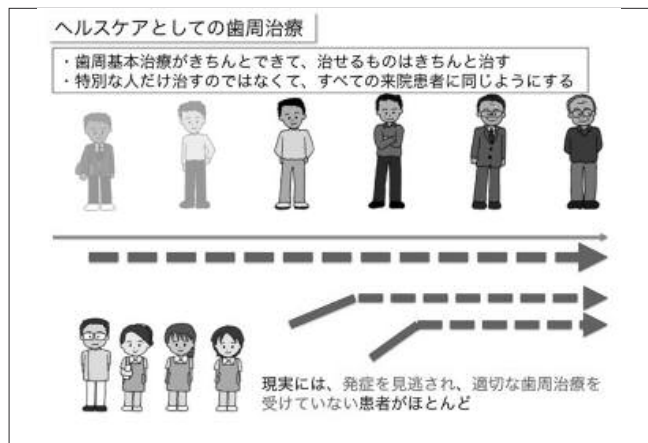 ヘルスケアとしての歯周治療
・歯周基本治療がきちんとできて、治せるものはきちんと治す
・特別な人だけ治すのではなくて、すべての来院患者に同じようにする
現実には、発症を見逃され、適切な歯周治療を
受けていない患者がほとんど